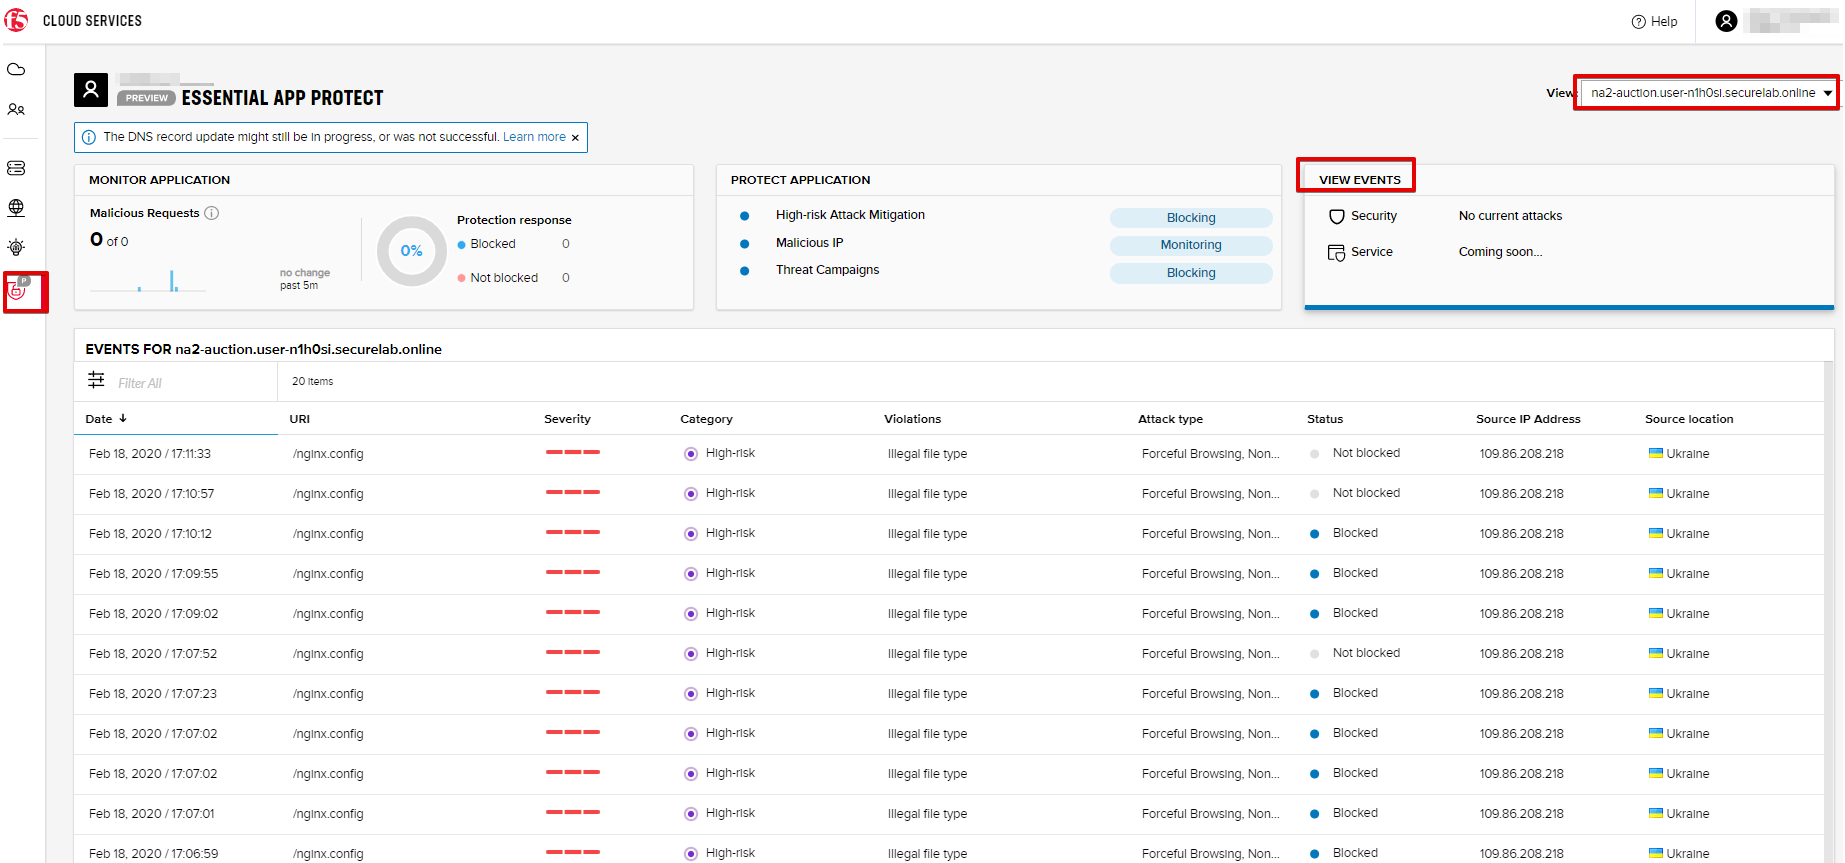 f5 CLOUD SERVICES
Help
PREVIEW ESSENTIAL APP PROTECT
View: na2-auction.user-n1h0si.securelab.online
The DNS record update might still be in progress, or was not successful. Learn more ×
MONITOR APPLICATION
Malicious Requests
0 of 0
no change
past 5m
0%
Protection response
Blocked 0
Not blocked 0
PROTECT APPLICATION
High-risk Attack Mitigation Blocking
Malicious IP Monitoring
Threat Campaigns Blocking
VIEW EVENTS
Security No current attacks
Service Coming soon...
P
EVENTS FOR na2-auction.user-n1h0si.securelab.online
Filter All 20 Items
Date URI Severity Category Violations Attack type Status Source IP Address Source location
Feb 18, 2020 / 17:11:33 /nginx.config High-risk Illegal file type Forceful Browsing, Non... Not blocked 109.86.208.218 Ukraine
Feb 18, 2020 / 17:10:57 /nginx.config High-risk Illegal file type Forceful Browsing, Non... Not blocked 109.86.208.218 Ukraine
Feb 18, 2020 / 17:10:12 /nginx.config High-risk Illegal file type Forceful Browsing, Non... Blocked 109.86.208.218 Ukraine
Feb 18, 2020 / 17:09:55 /nginx.config High-risk Illegal file type Forceful Browsing, Non... Blocked 109.86.208.218 Ukraine
Feb 18, 2020 / 17:09:02 /nginx.config High-risk Illegal file type Forceful Browsing, Non... Blocked 109.86.208.218 Ukraine
Feb 18, 2020 / 17:07:52 /nginx.config High-risk Illegal file type Forceful Browsing, Non... Not blocked 109.86.208.218 Ukraine
Feb 18, 2020 / 17:07:23 /nginx.config High-risk Illegal file type Forceful Browsing, Non... Blocked 109.86.208.218 Ukraine
Feb 18, 2020 / 17:07:02 /nginx.config High-risk Illegal file type Forceful Browsing, Non... Blocked 109.86.208.218 Ukraine
Feb 18, 2020 / 17:07:02 /nginx.config High-risk Illegal file type Forceful Browsing, Non... Blocked 109.86.208.218 Ukraine
Feb 18, 2020 / 17:07:01 /nginx.config High-risk Illegal file type Forceful Browsing, Non... Blocked 109.86.208.218 Ukraine
Feb 18, 2020 / 17:06:59 /nginx.config High-risk Illegal file type Forceful Browsing, Non... Blocked 109.86.208.218 Ukraine